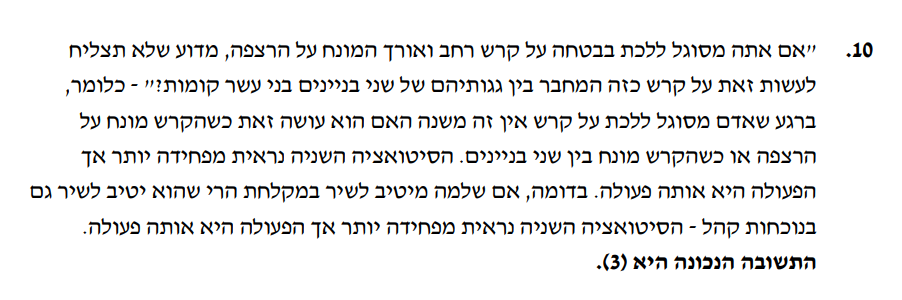 10. "אם אתה מסוגל ללכת בבטחה על קרש רחב ואורך המונח על הרצפה, מדוע שלא תצליח
לעשות זאת על קרש כזה המחבר בין גגותיהם של שני בניינים בני עשר קומות?" - כלומר,
ברגע שאדם מסוגל ללכת על קרש אין זה משנה האם הוא עושה זאת כשהקרש מונח על
הרצפה או כשהקרש מונח בין שני בניינים. הסיטואציה השניה נראית מפחידה יותר אך
הפעולה היא אותה פעולה. בדומה, אם שלמה מיטיב לשיר במקלחת הרי שהוא יטיב לשיר גם
בנוכחות קהל - הסיטואציה השניה נראית מפחידה יותר אך הפעולה היא אותה פעולה.
התשובה הנכונה היא (3).